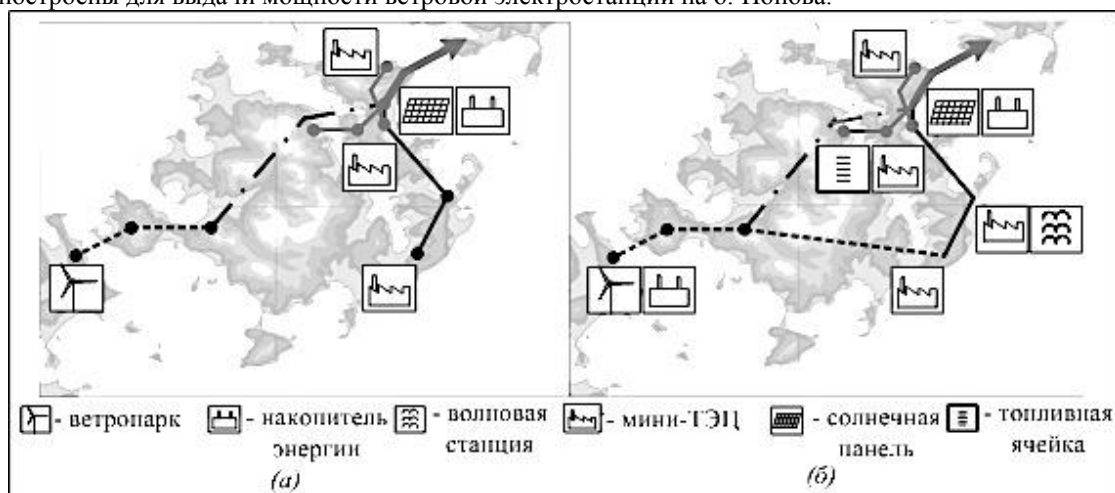 построены для выдачи мощности ветровой электростанции на о. Попова.
- ветропарк
- накопитель энергии
- волновая станция
- мини-ТЭЦ
- солнечная панель
- топливная ячейка
(а)
(б)